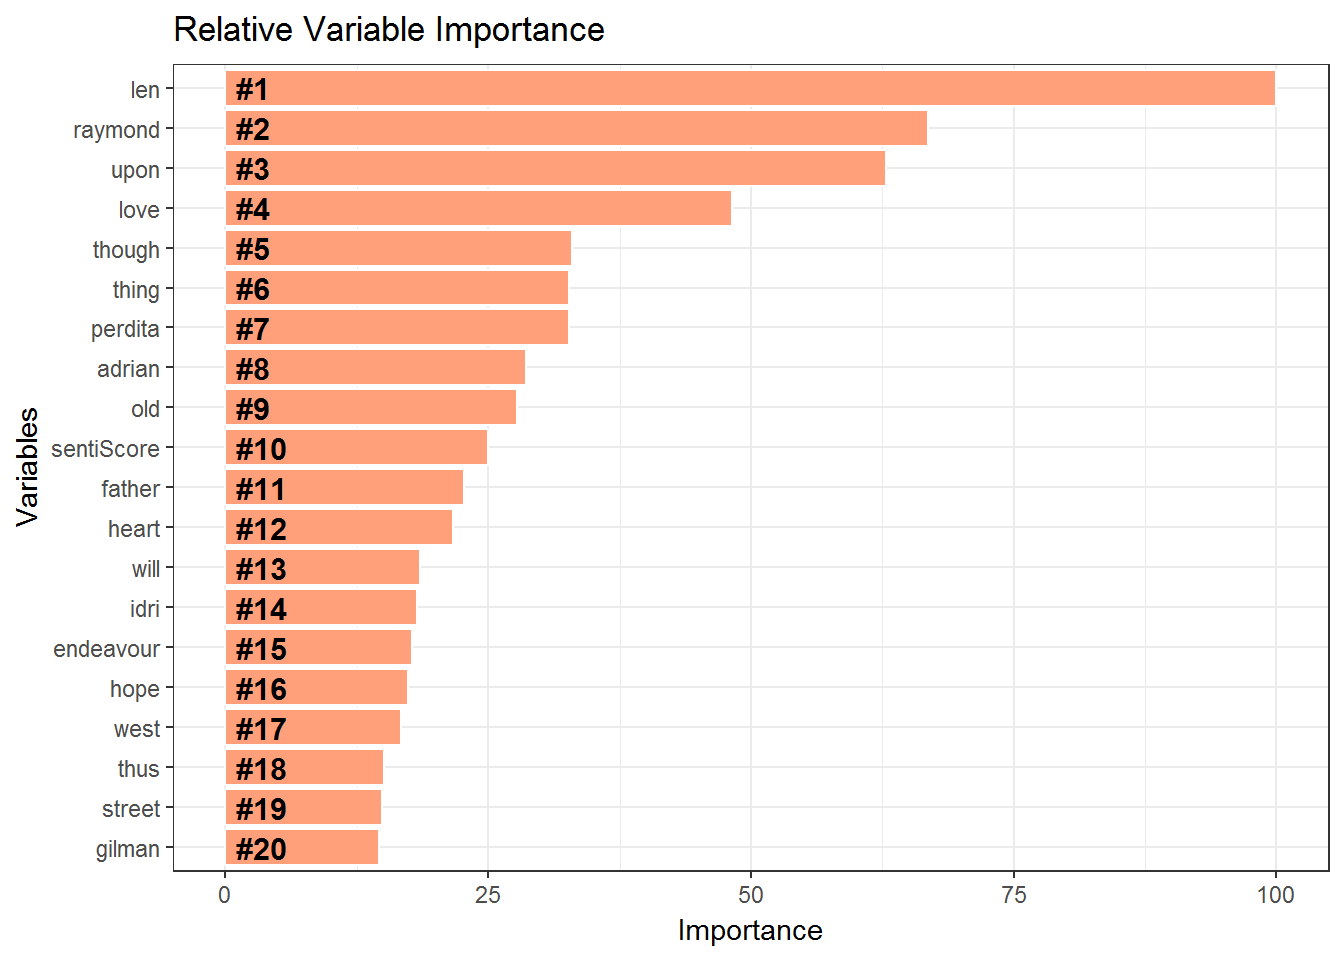 Relative Variable Importance
len #1
raymond #2
upon #3
love #4
though #5
thing #6
perdita #7
adrian #8
old #9
sentiScore #10
father #11
heart #12
will #13
idri #14
endeavour #15
hope #16
west #17
thus #18
street #19
gilman #20
Variables
0 25 50 75 100
Importance